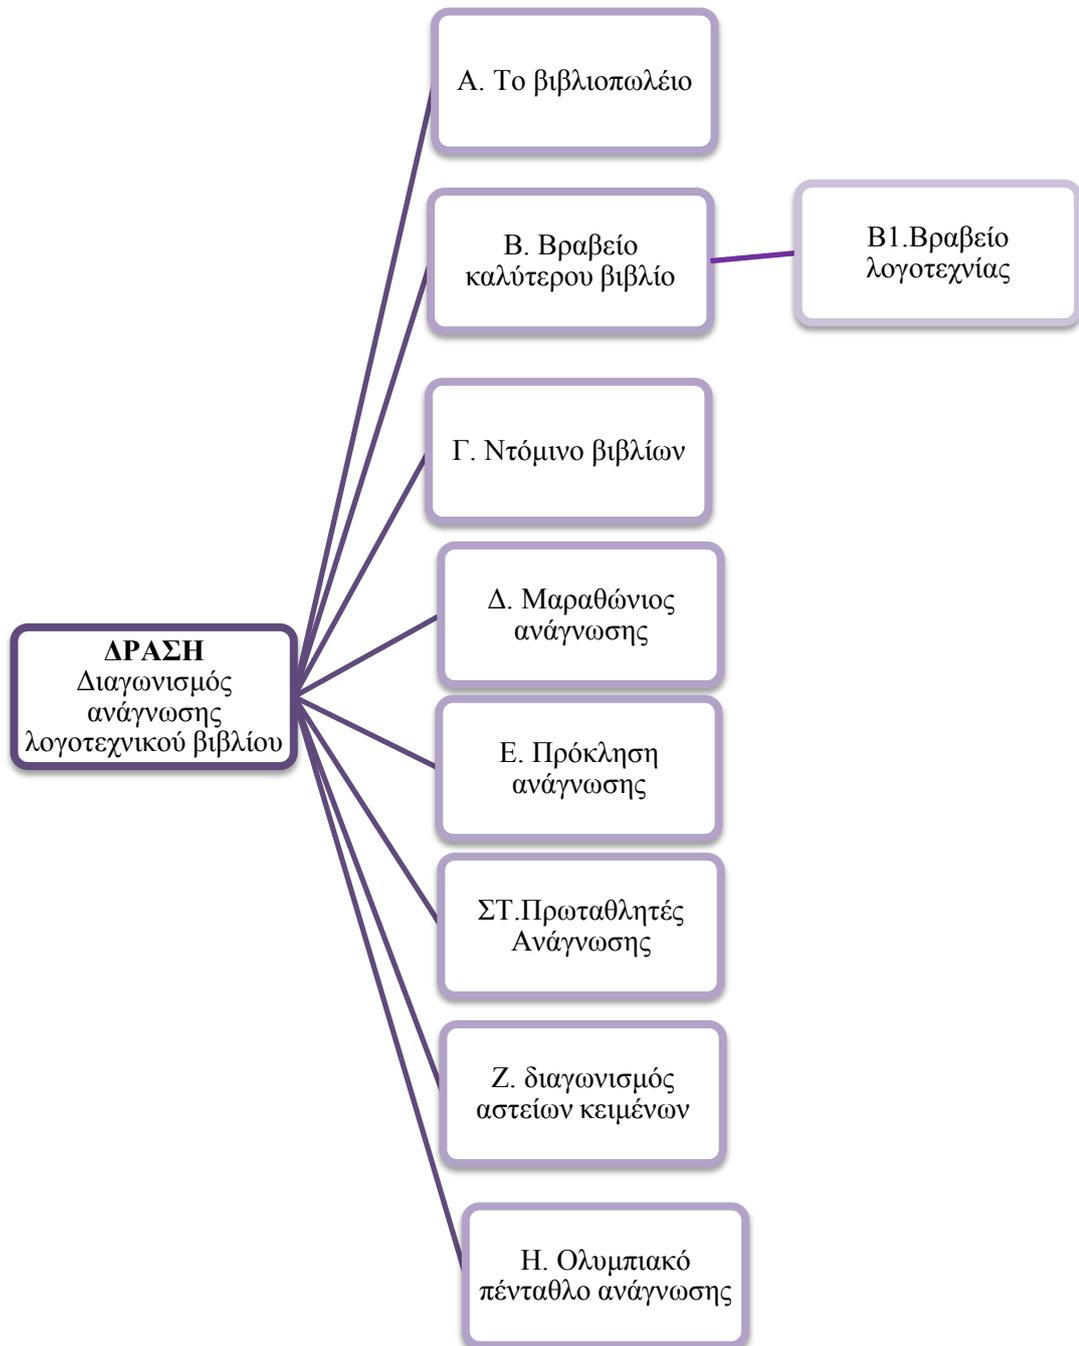 Α. Το βιβλιοπωλέιο
Β. Βραβείο
καλύτερου βιβλίο
Β1.Βραβείο
λογοτεχνίας
Γ. Ντόμινο βιβλίων
Δ. Μαραθώνιος
ανάγνωσης
ΔΡΑΣΗ
Διαγωνισμός
ανάγνωσης
λογοτεχνικού βιβλίου
Ε. Πρόκληση
ανάγνωσης
ΣΤ.Πρωταθλητές
Ανάγνωσης
Ζ. διαγωνισμός
αστείων κειμένων
Η. Ολυμπιακό
πένταθλο ανάγνωσης